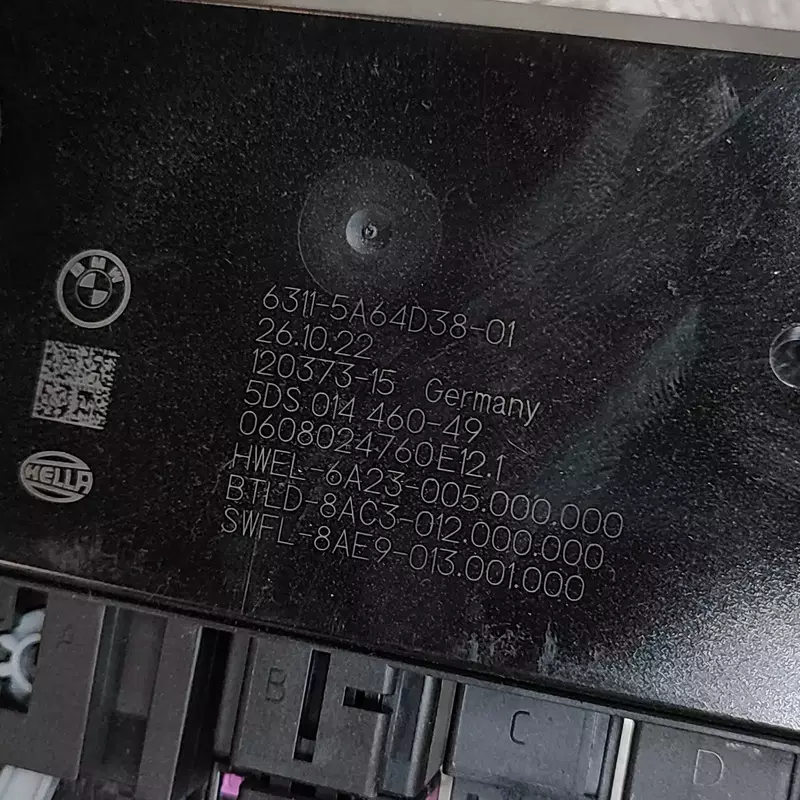 BMW
6311-5A64D38-01
26.10.22
120373-15 Germany
5DS 014 460-49
0608024760E12.1
HWEL-6A23-005.000.000
BTLD-8AC3-012.000.000
SWFL-8AE9-013.001.000
HELLA
A
B
C
D